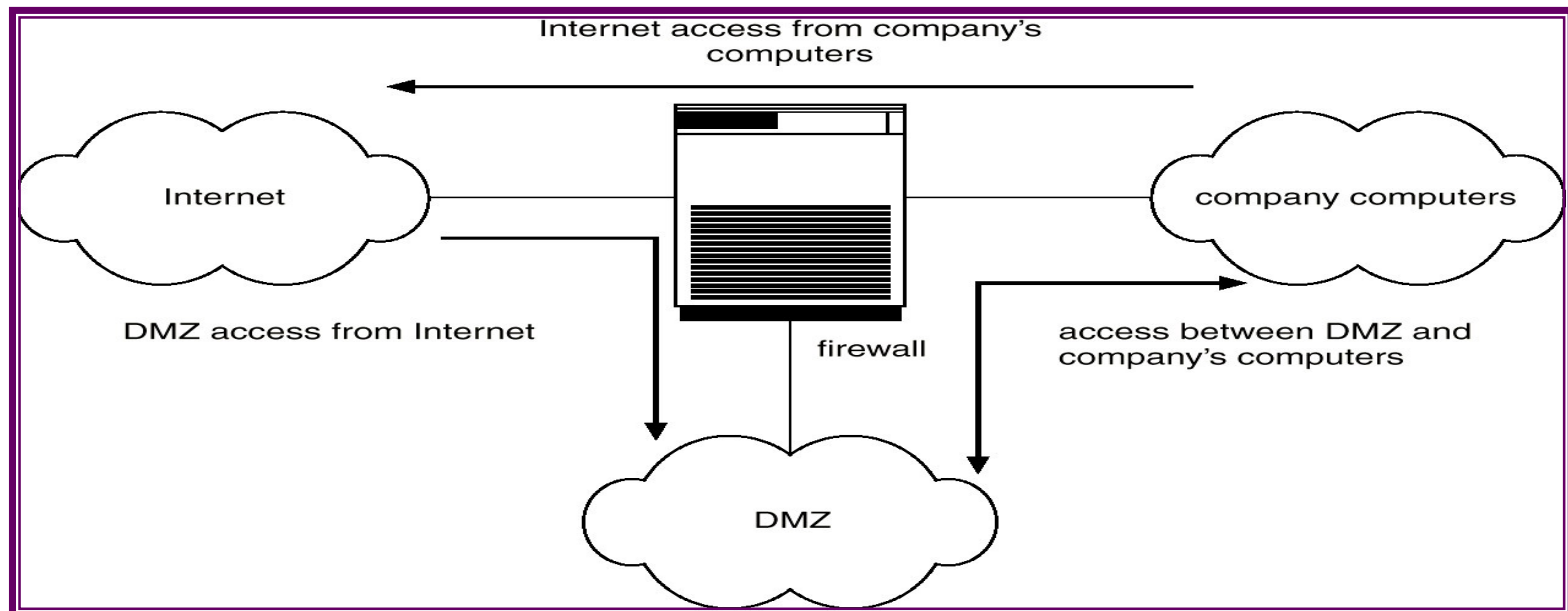 Internet access from company's
computers
Internet
company computers
DMZ access from Internet
firewall
access between DMZ and
company's computers
DMZ